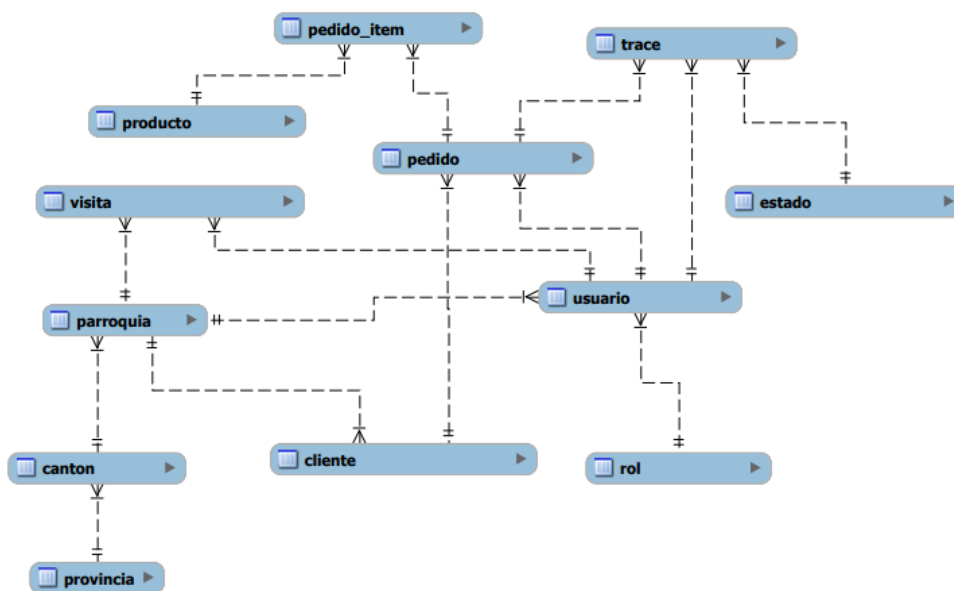 pedido_item
trace
producto
pedido
visita
estado
usuario
parroquia
canton
cliente
rol
provincia